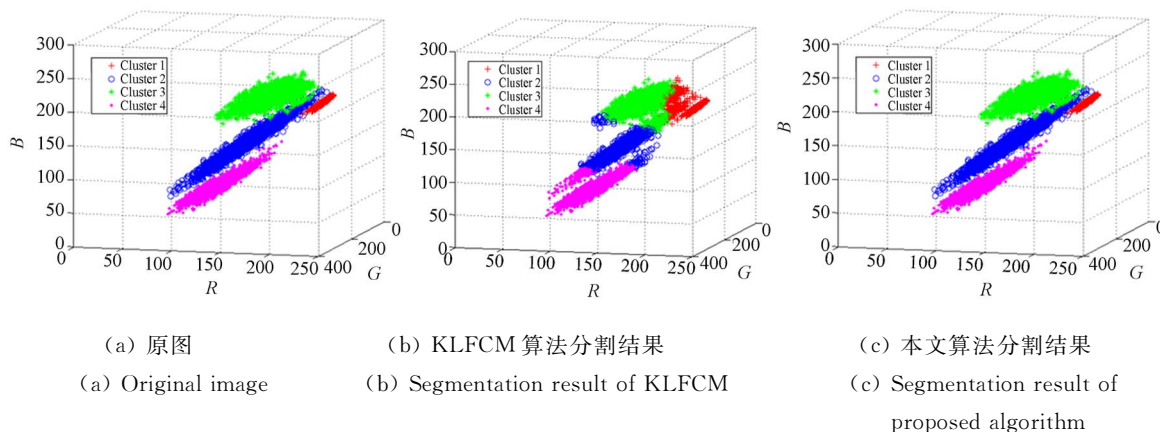 300
250
200
150
100
50
0
B
Cluster 1
Cluster 2
Cluster 3
Cluster 4
0 50 100 150 200 250
R
400 200 0
G
300
250
200
150
100
50
0
B
Cluster 1
Cluster 2
Cluster 3
Cluster 4
0 50 100 150 200 250
R
400 200 0
G
300
250
200
150
100
50
0
B
Cluster 1
Cluster 2
Cluster 3
Cluster 4
0 50 100 150 200 250
R
400 200 0
G
(a) 原图
(b) KLFCM 算法分割结果
(c) 本文算法分割结果
(a) Original image
(b) Segmentation result of KLFCM
(c) Segmentation result of
proposed algorithm